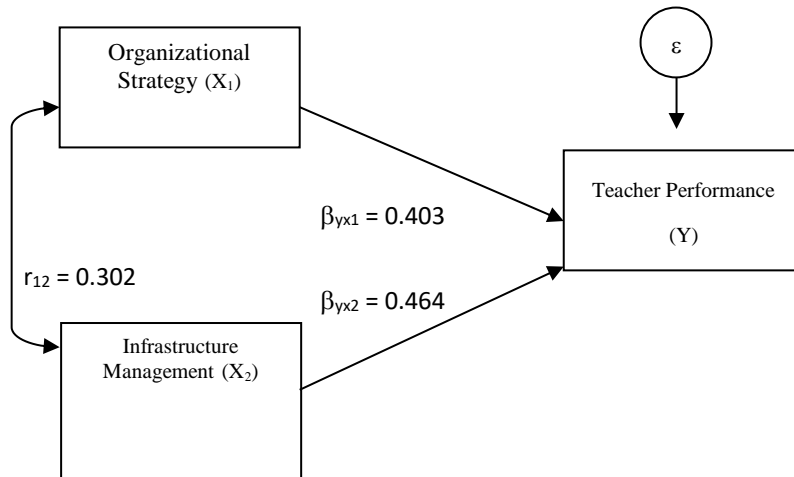 Organizational
Strategy (X₁)
ε
Teacher Performance
(Y)
βyx1 = 0.403
r₁₂ = 0.302
βyx2 = 0.464
Infrastructure
Management (X₂)